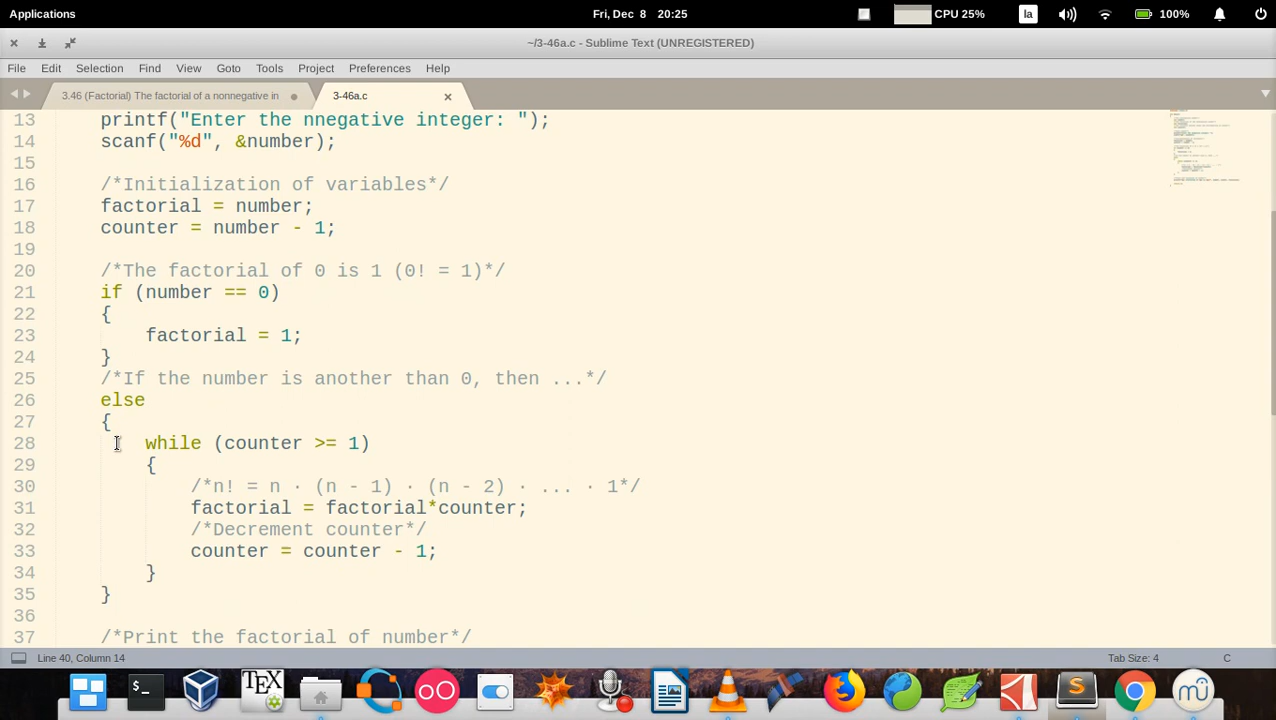 Applications
Fri, Dec 8 20:25
CPU 25%
la
100%
~/3-46a.c - Sublime Text (UNREGISTERED)
File Edit Selection Find View Goto Tools Project Preferences Help
3.46 (Factorial) The factorial of a nonnegative in
3-46a.c
13 printf("Enter the nnegative integer: ");
14 scanf("%d", &number);
15
16 /*Initialization of variables*/
17 factorial = number;
18 counter = number - 1;
19
20 /*The factorial of 0 is 1 (0! = 1)*/
21 if (number == 0)
22 {
23 factorial = 1;
24 }
25 /*If the number is another than 0, then ...*/
26 else
27 {
28 while (counter >= 1)
29 {
30 /*n! = n · (n - 1) · (n - 2) · ... · 1*/
31 factorial = factorial*counter;
32 /*Decrement counter*/
33 counter = counter - 1;
34 }
35 }
36
37 /*Print the factorial of number*/
Line 40, Column 14
Tab Size: 4
C
TEX